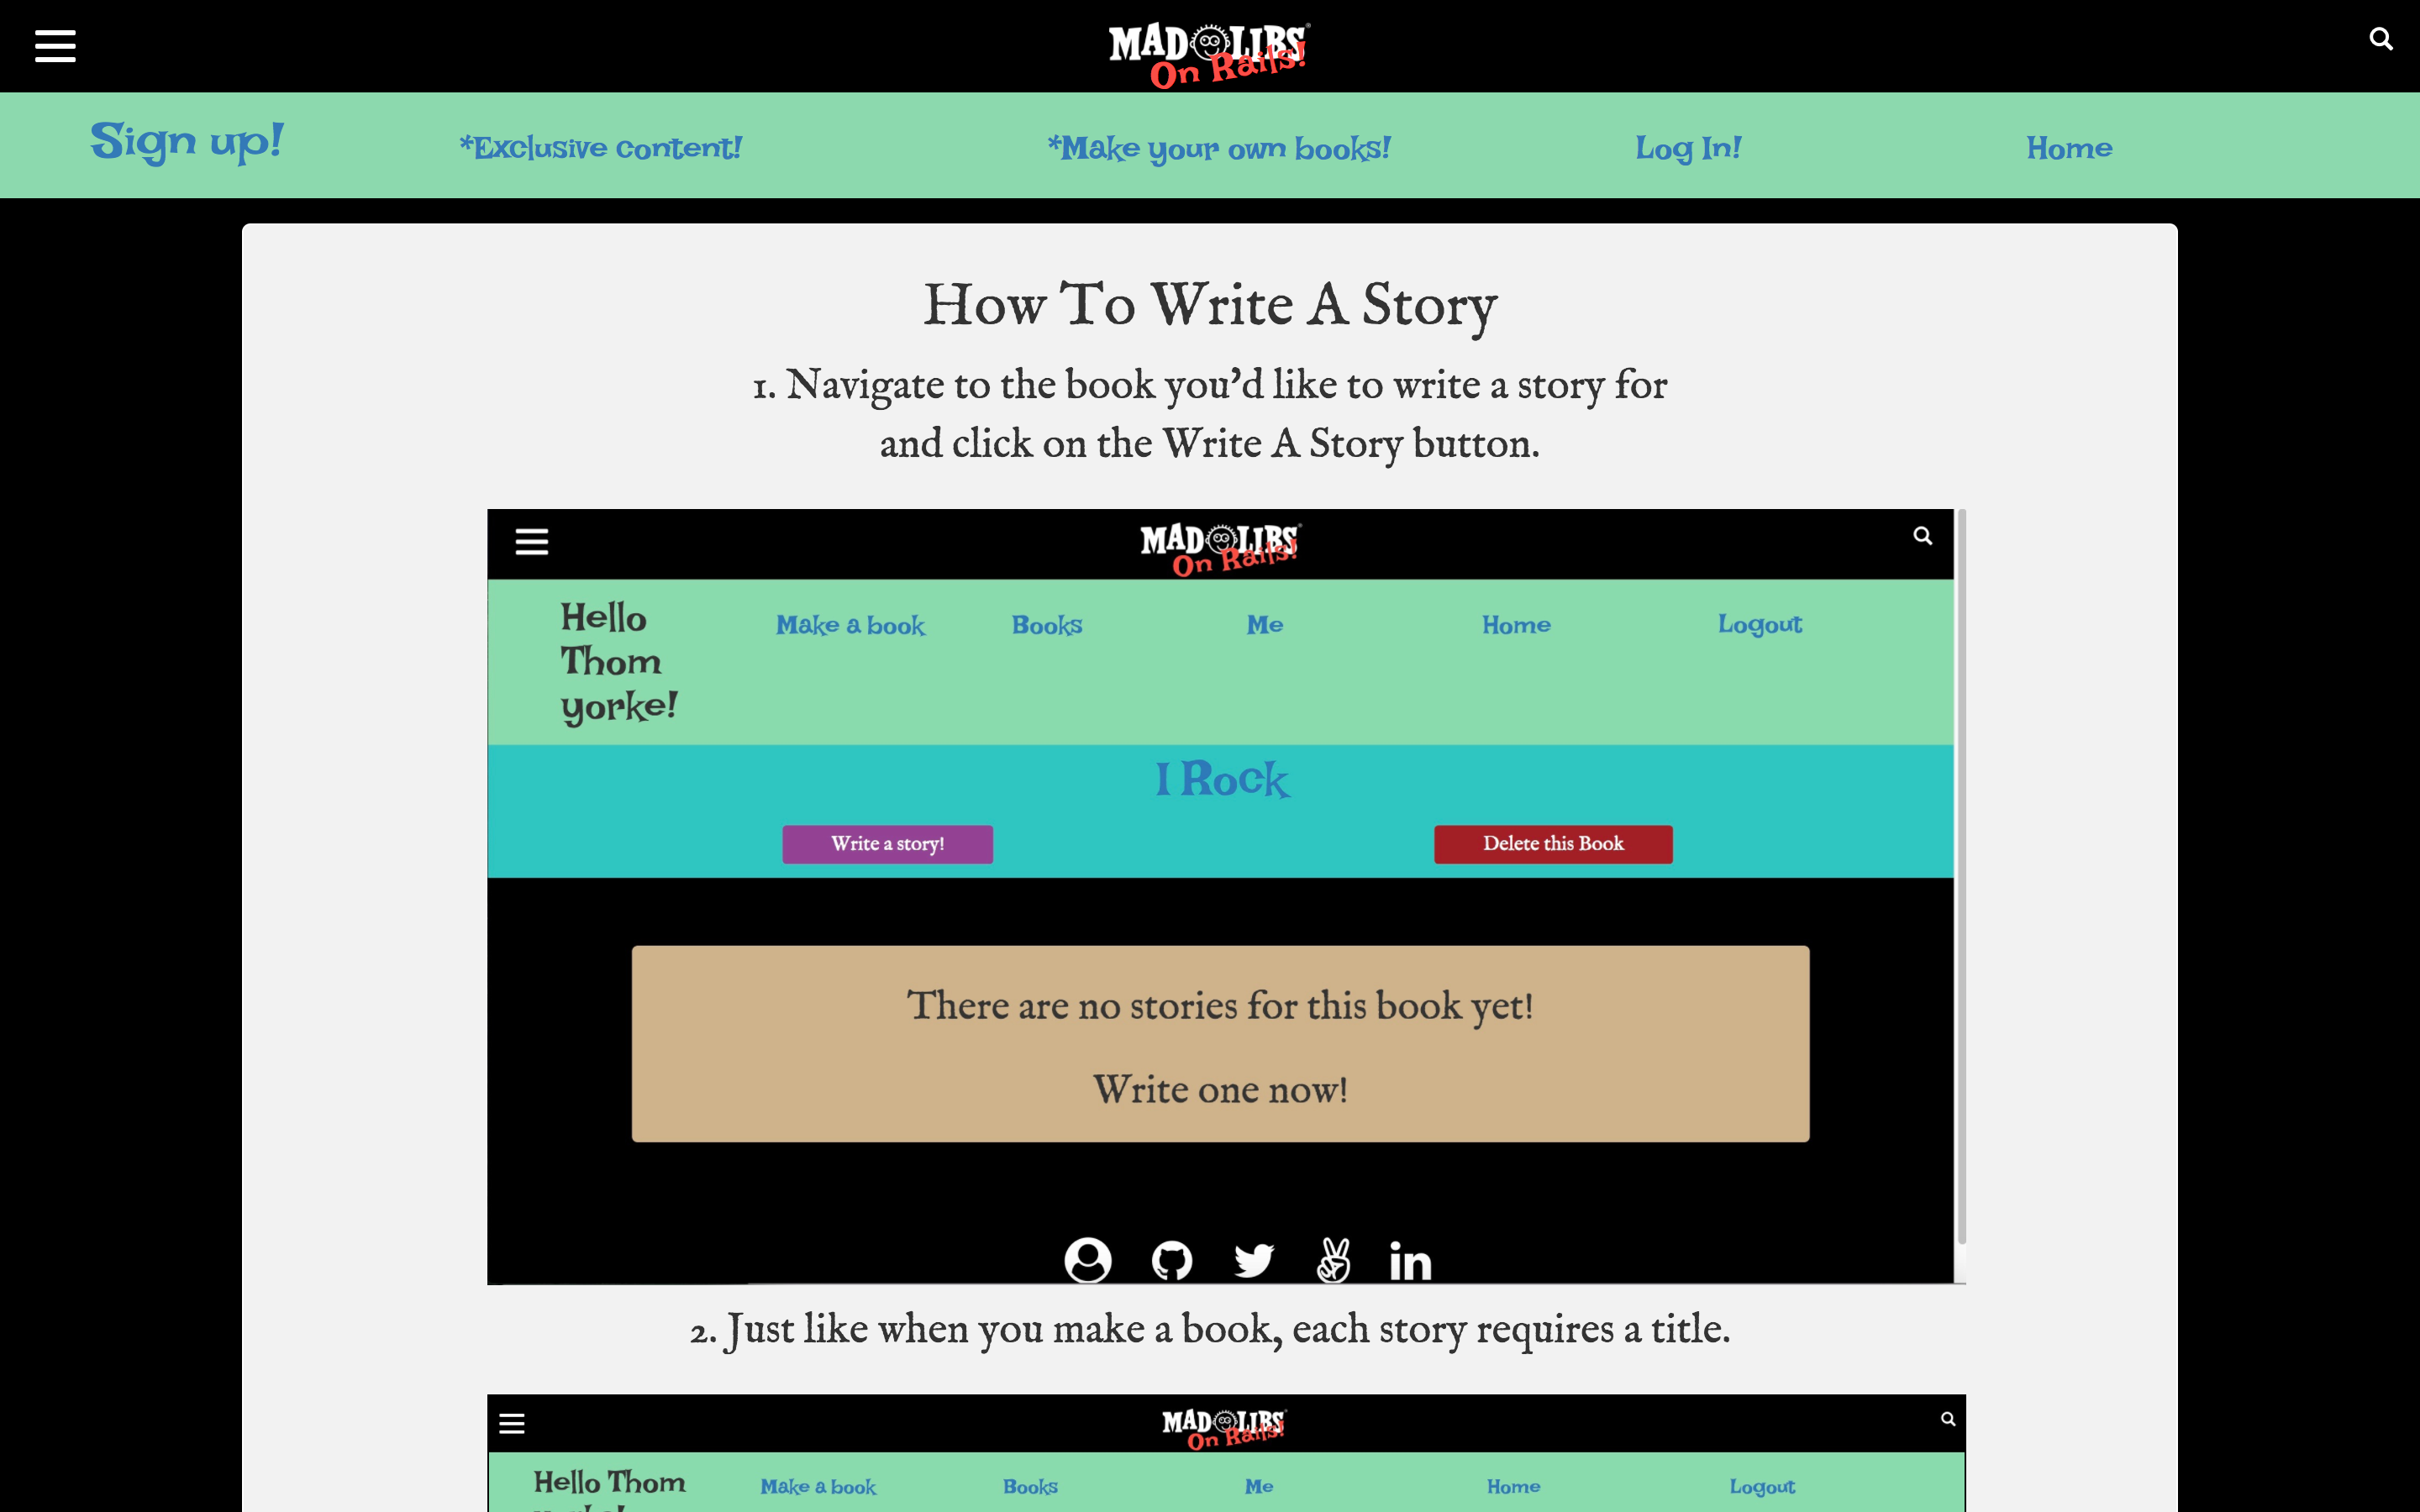 MAD LIBS®
On Rails!
Sign up! *Exclusive content! *Make your own books! Log In! Home
How To Write A Story
1. Navigate to the book you'd like to write a story for
and click on the Write A Story button.
MAD LIBS®
On Rails!
Hello Make a book Books Me Home Logout
Thom
yorke!
I Rock
Write a story! Delete this Book
There are no stories for this book yet!
Write one now!
in
2. Just like when you make a book, each story requires a title.
MAD LIBS
On Rails!
Hello Thom Make a book Books Me Home Logout